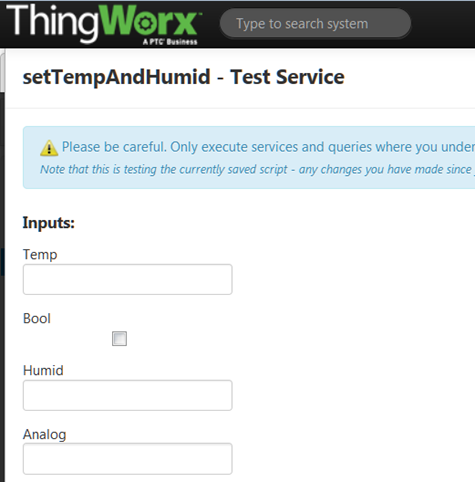 ThingWorx
A PTC Business
Type to search system
setTempAndHumid - Test Service
Please be careful. Only execute services and queries where you under
Note that this is testing the currently saved script - any changes you have made since
Inputs:
Temp
Bool
Humid
Analog